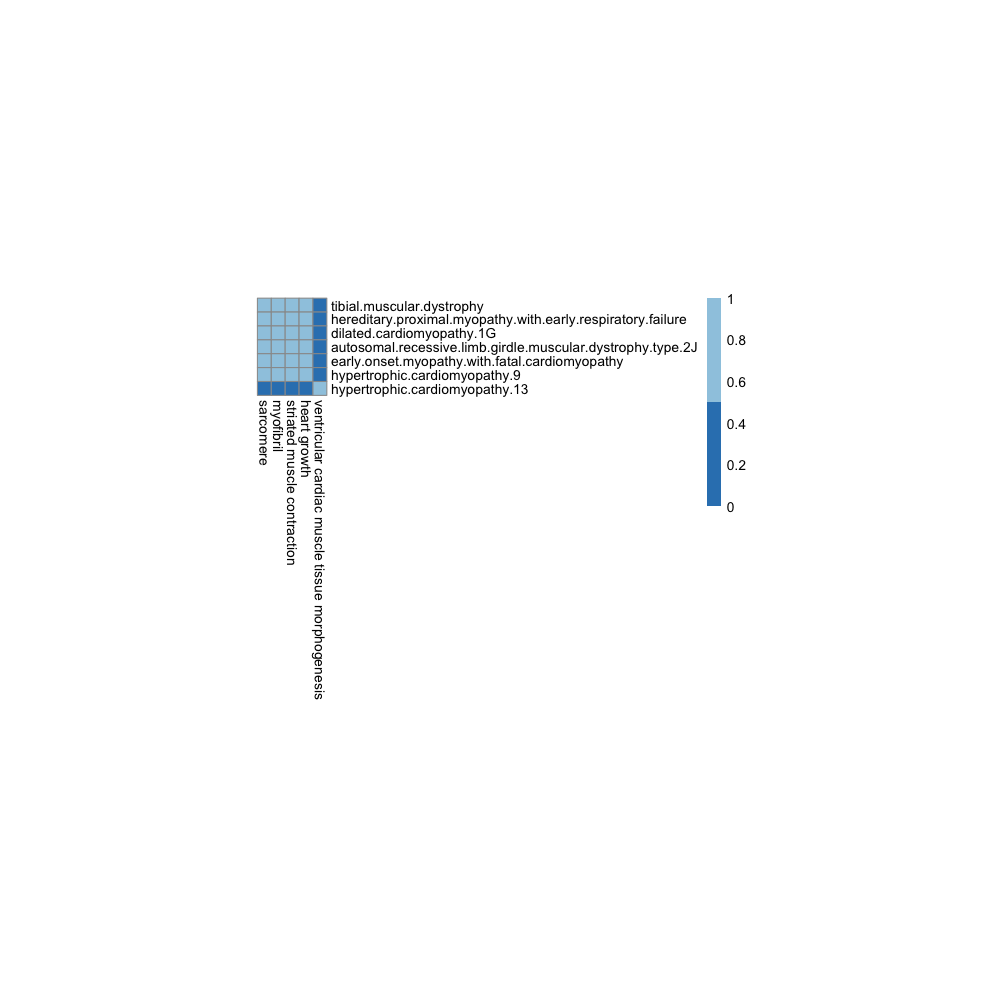 tibial.muscular.dystrophy
hereditary.proximal.myopathy.with.early.respiratory.failure
dilated.cardiomyopathy.1G
autosomal.recessive.limb.girdle.muscular.dystrophy.type.2J
early.onset.myopathy.with.fatal.cardiomyopathy
hypertrophic.cardiomyopathy.9
hypertrophic.cardiomyopathy.13
sarcomere
myofibril
striated muscle contraction
heart growth
ventricular cardiac muscle tissue morphogenesis
1
0.8
0.6
0.4
0.2
0